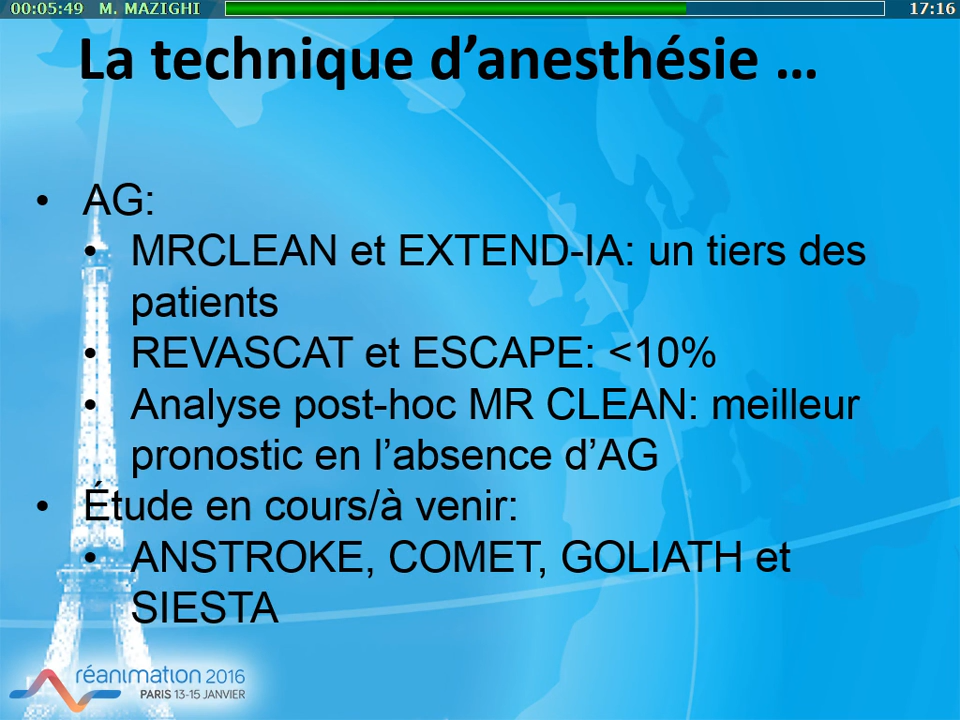 00:05:49 M. MAZIGHI 17:16
La technique d’anesthésie ...
• AG:
• MRCLEAN et EXTEND-IA: un tiers des
patients
• REVASCAT et ESCAPE: <10%
• Analyse post-hoc MR CLEAN: meilleur
pronostic en l’absence d’AG
• Étude en cours/à venir:
• ANSTROKE, COMET, GOLIATH et
SIESTA
réanimation 2016
PARIS 13-15 JANVIER